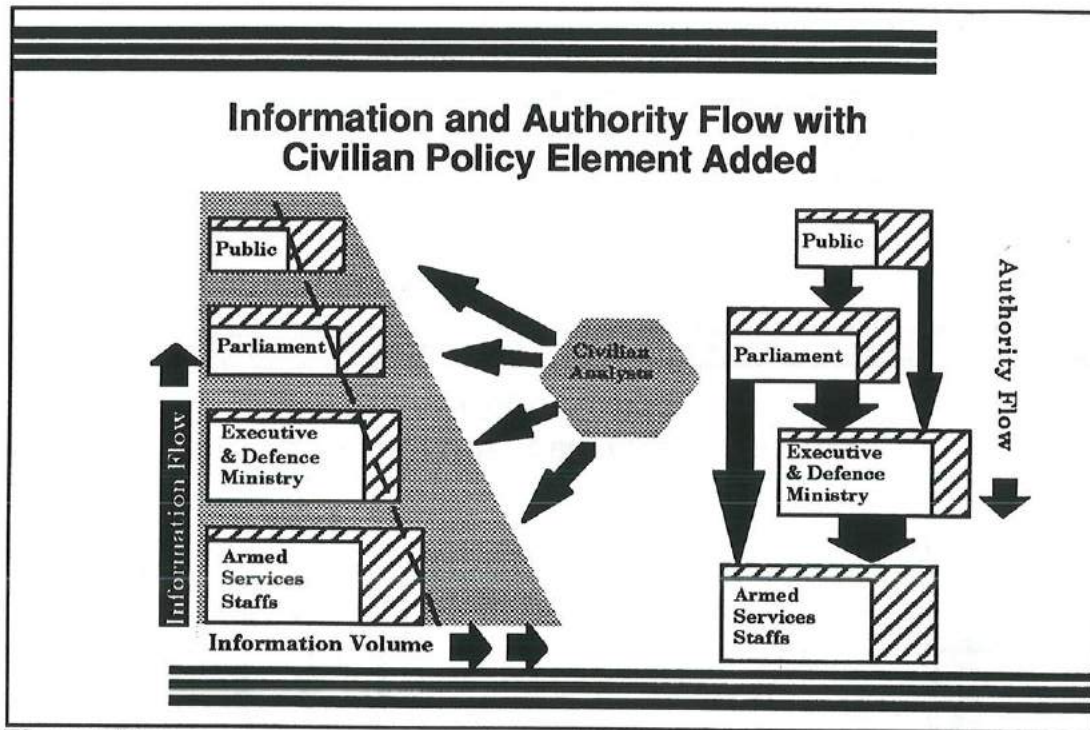 Information and Authority Flow with
Civilian Policy Element Added
Public
Parliament
Executive
& Defence
Ministry
Armed
Services
Staffs
Information Flow
Information Volume
Civilian
Analysts
Public
Parliament
Executive
& Defence
Ministry
Armed
Services
Staffs
Authority Flow